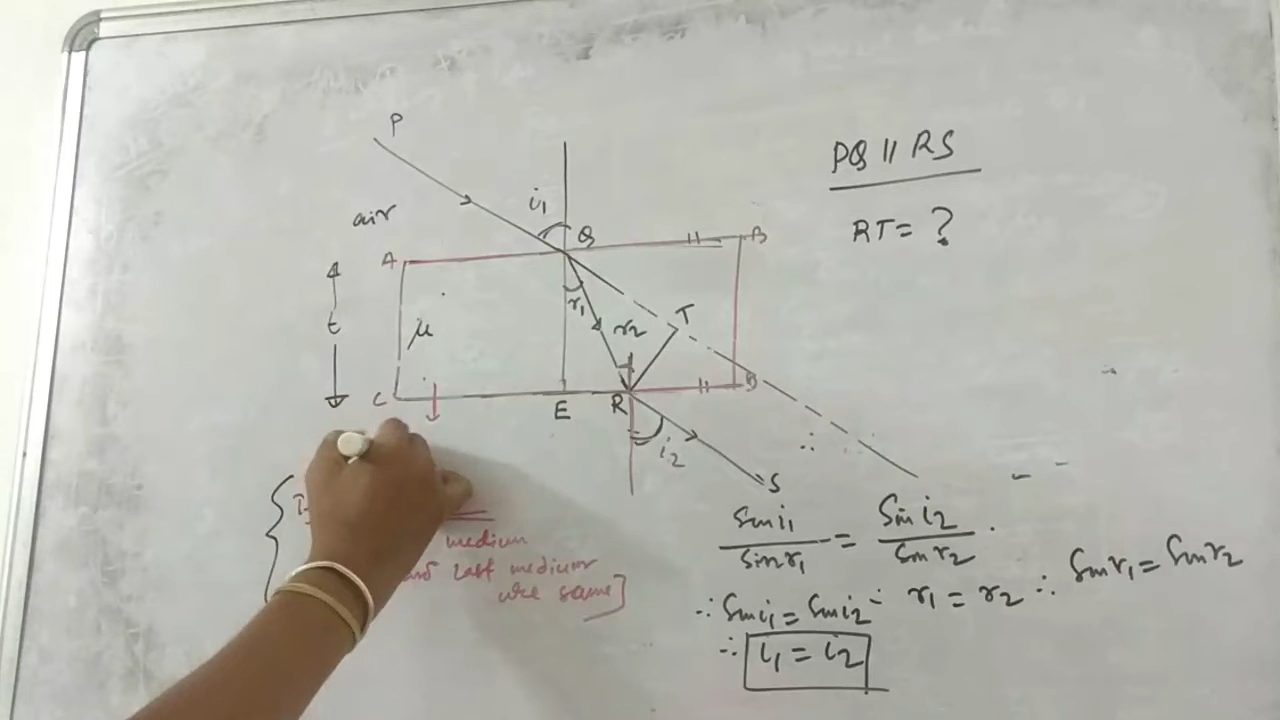 P
PQ || RS
i1
air
RT = ?
Q
B
A
r1
T
t
μ
r2
C
E
R
i2
S
medium
and last medium
are same]
Sin i1 / sin r1 = Sin i2 / Sin r2
Sin r1 = Sin r2
∴ Sin i1 = Sin i2
r1 = r2 ∴
∴ i1 = i2